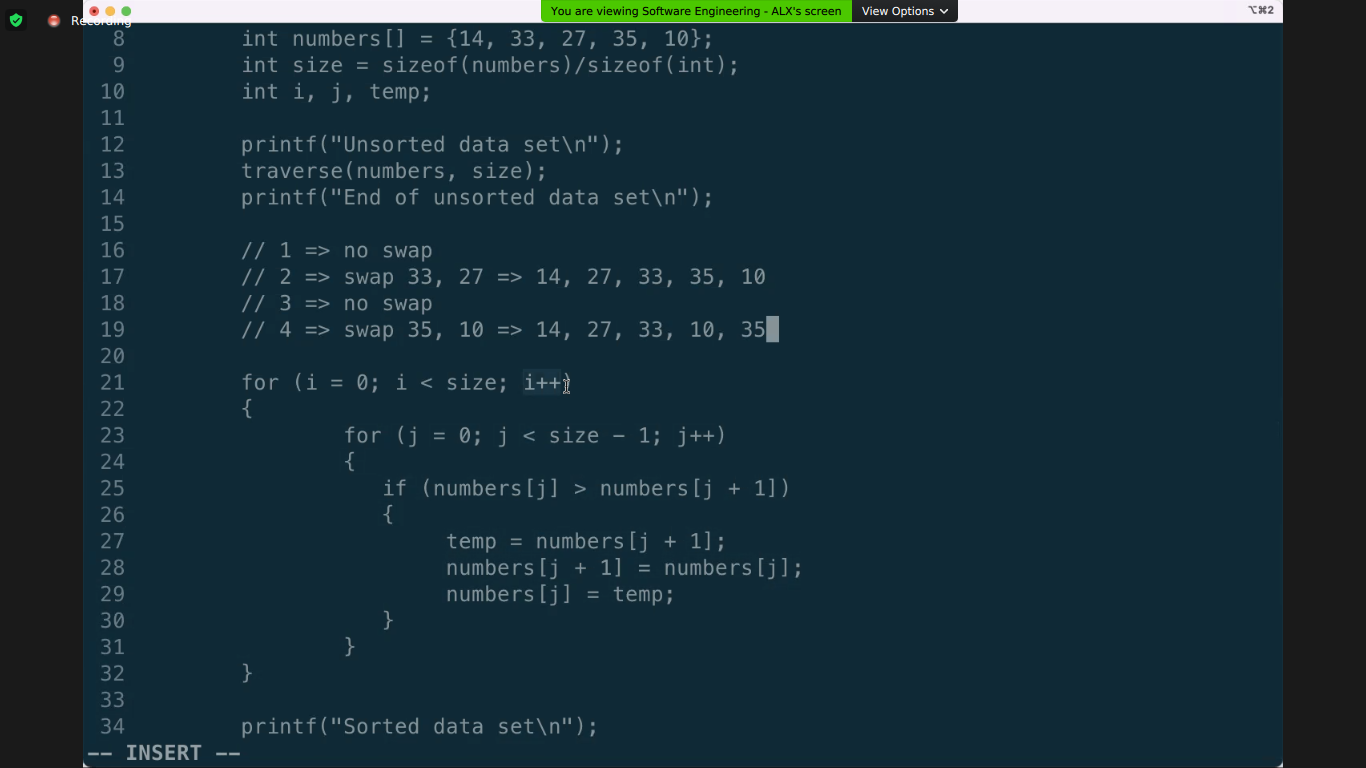 Recording
You are viewing Software Engineering - ALX's screen
View Options
⌥⌘2
8 int numbers[] = {14, 33, 27, 35, 10};
9 int size = sizeof(numbers)/sizeof(int);
10 int i, j, temp;
11
12 printf("Unsorted data set\n");
13 traverse(numbers, size);
14 printf("End of unsorted data set\n");
15
16 // 1 => no swap
17 // 2 => swap 33, 27 => 14, 27, 33, 35, 10
18 // 3 => no swap
19 // 4 => swap 35, 10 => 14, 27, 33, 10, 35
20
21 for (i = 0; i < size; i++)
22 {
23 for (j = 0; j < size - 1; j++)
24 {
25 if (numbers[j] > numbers[j + 1])
26 {
27 temp = numbers[j + 1];
28 numbers[j + 1] = numbers[j];
29 numbers[j] = temp;
30 }
31 }
32 }
33
34 printf("Sorted data set\n");
-- INSERT --